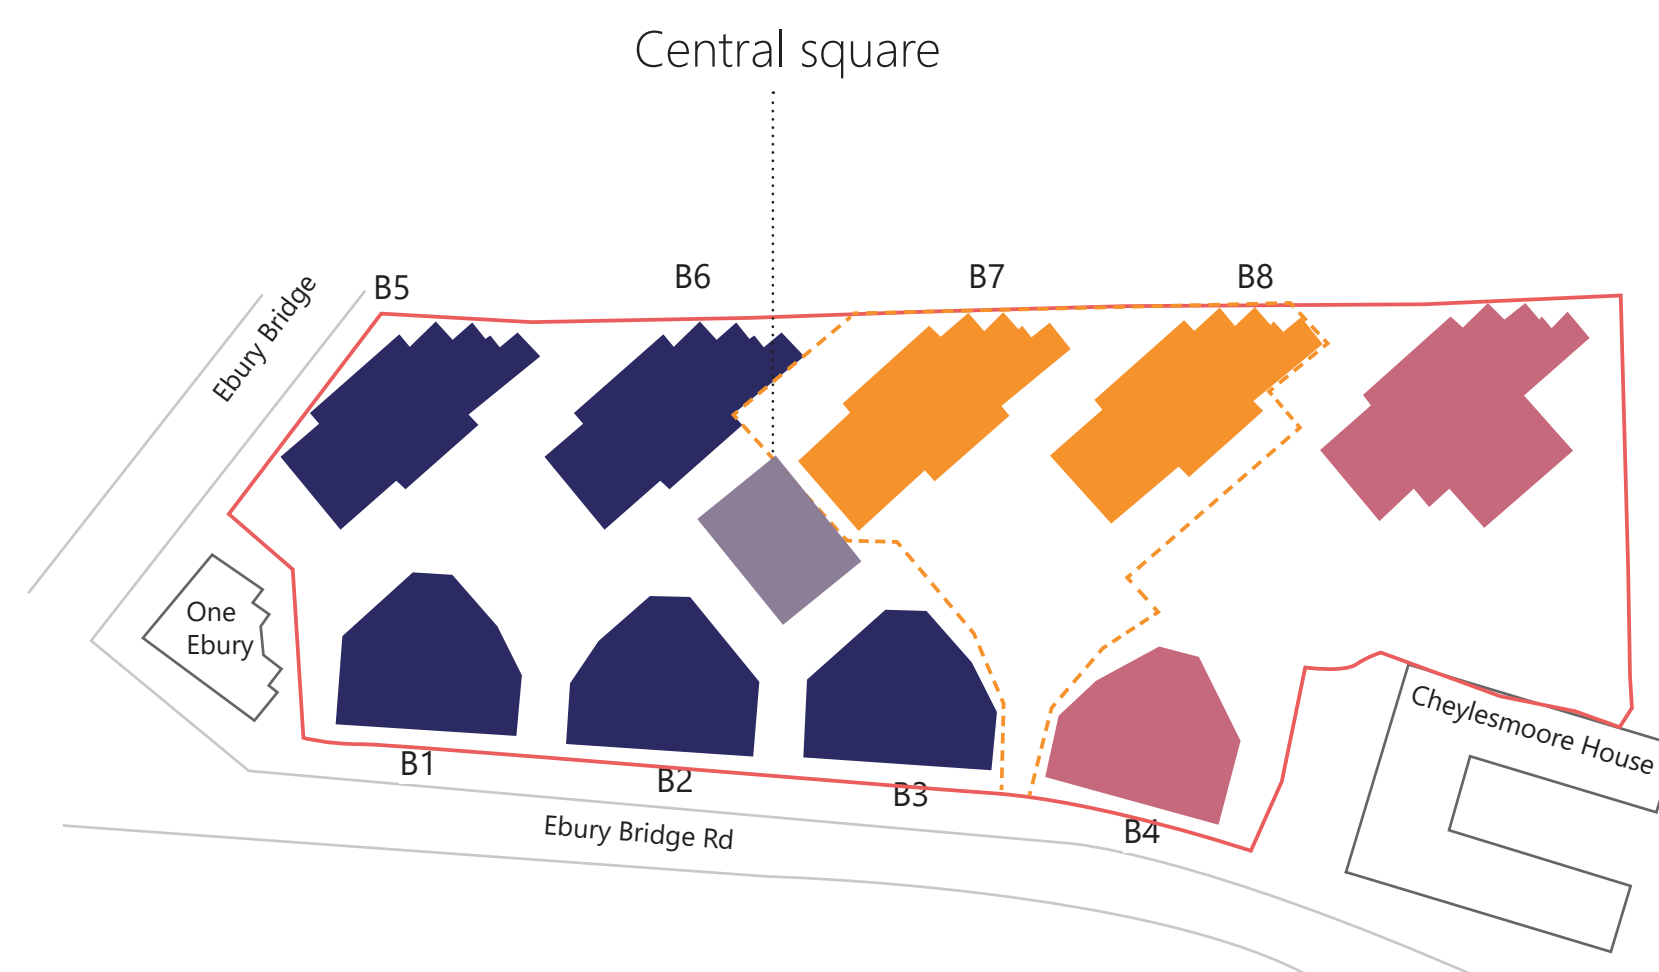 Central square
B5
B6
B7
B8
Ebury Bridge
One
Ebury
B1
B2
B3
B4
Ebury Bridge Rd
Cheylesmoore House